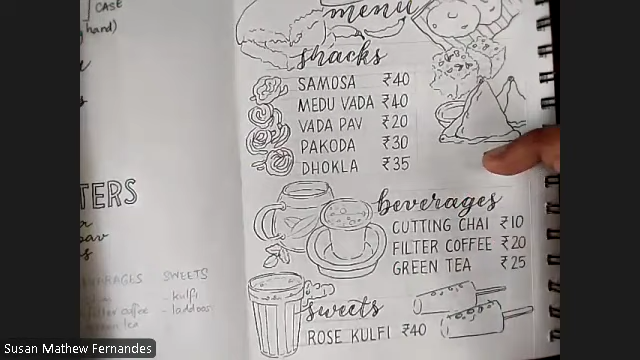 CASE
hand)
menu
snacks
SAMOSA ₹40
MEDU VADA ₹40
VADA PAV ₹20
PAKODA ₹30
DHOKLA ₹35
TERS
beverages
CUTTING CHAI ₹10
FILTER COFFEE ₹20
GREEN TEA ₹25
SWEETS
- kulfi
- laddoos
filter coffee
sweets
ROSE KULFI ₹40
Susan Mathew Fernandes